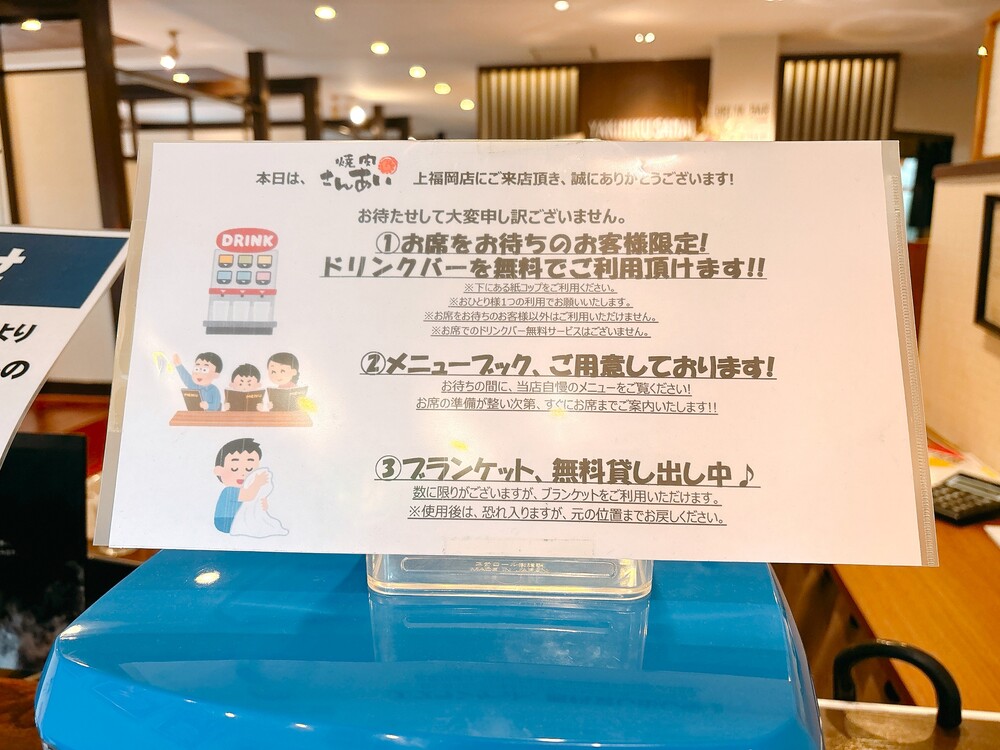 本日は、焼肉 さんあい 上福岡店にご来店頂き、誠にありがとうございます!
お待たせして大変申し訳ございません。
①お席をお待ちのお客様限定!
ドリンクバーを無料でご利用頂けます!!
※下にある紙コップをご利用ください。
※おひとり様1つの利用でお願いいたします。
※お席をお待ちのお客様以外はご利用いただけません。
※お席でのドリンクバー無料サービスはございません。
DRINK
②メニューブック、ご用意しております!
お待ちの間に、当店自慢のメニューをご覧ください!
お席の準備が整い次第、すぐにお席までご案内いたします!!
MENU
③ブランケット、無料貸し出し中♪
数に限りがございますが、ブランケットをご利用いただけます。
※使用後は、恐れ入りますが、元の位置までお戻しください。
より
の